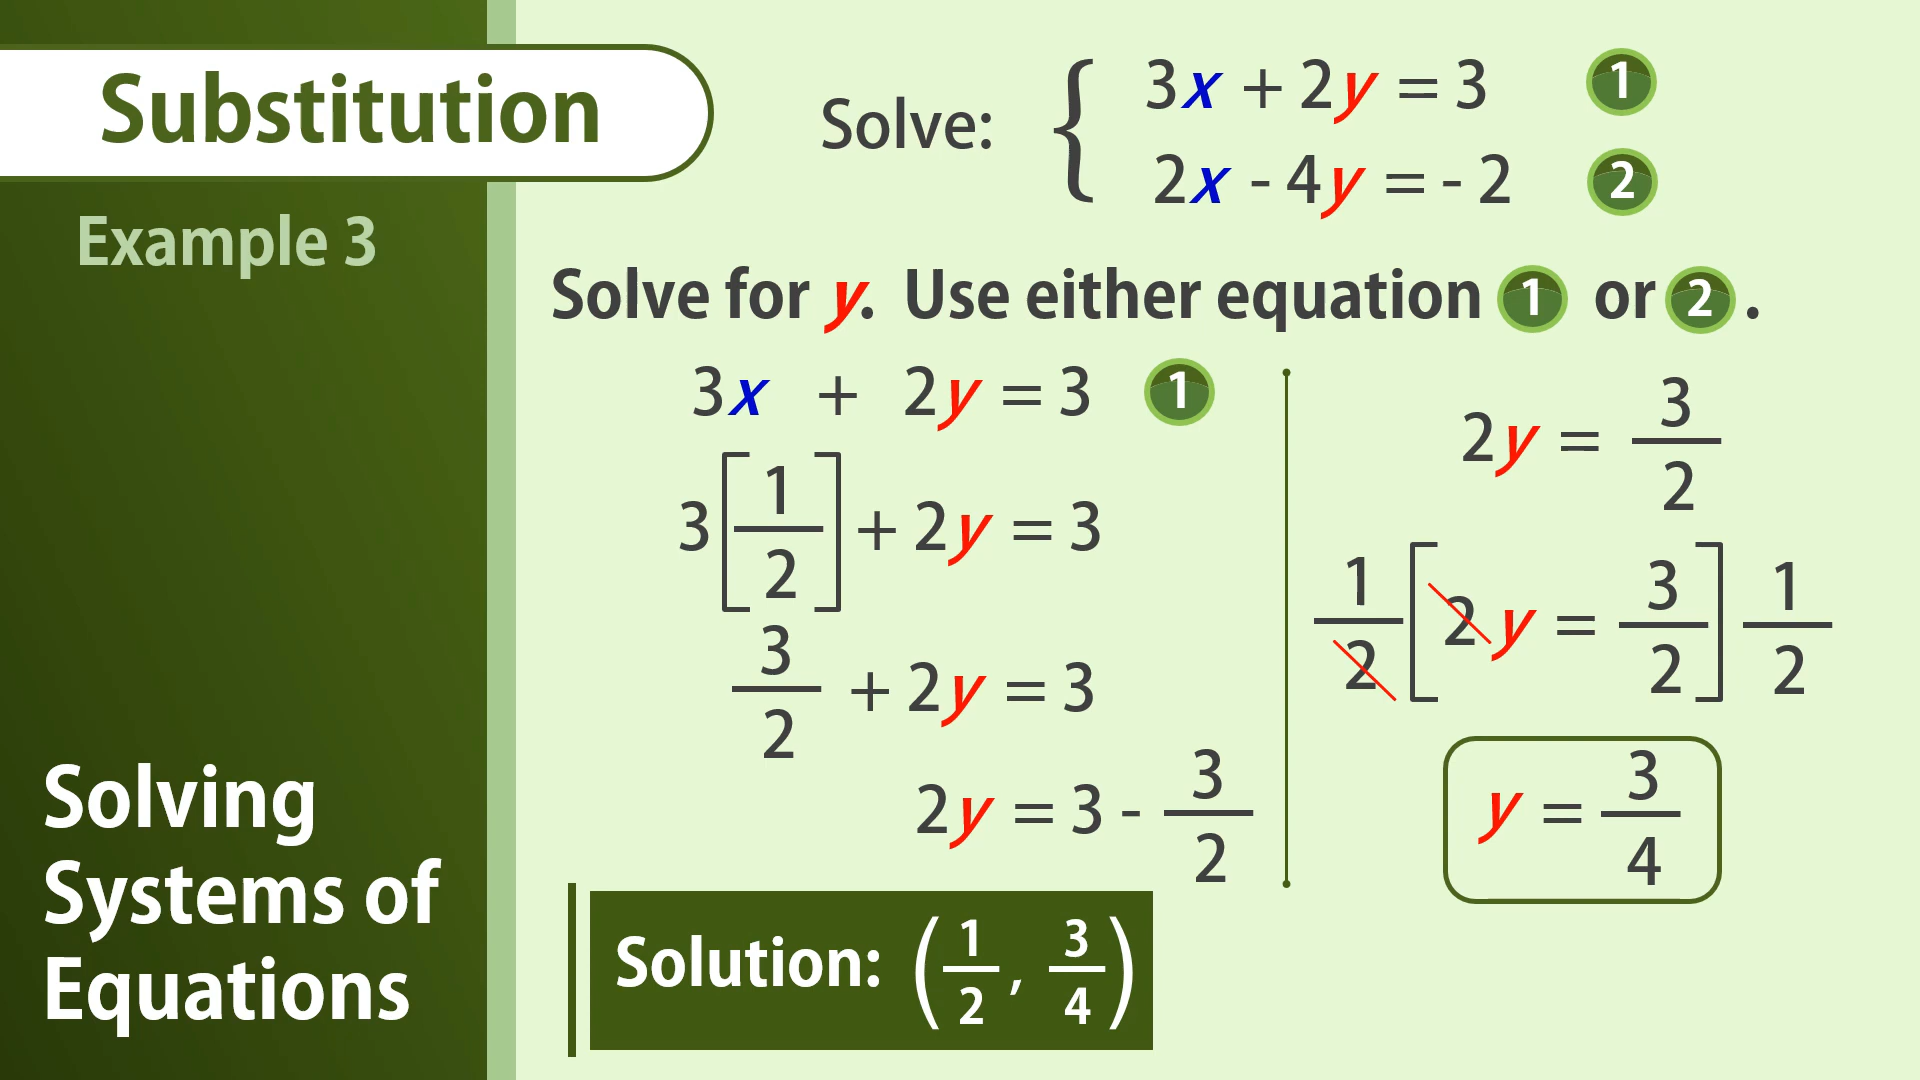 Substitution
Example 3
Solving
Systems of
Equations
Solve: { 3x + 2y = 3 1
2x - 4y = - 2 2
Solve for y. Use either equation 1 or 2 .
3x + 2y = 3 1
3[1/2] + 2y = 3
3/2 + 2y = 3
2y = 3 - 3/2
2y = 3/2
1/2 [2y = 3/2] 1/2
y = 3/4
Solution: (1/2, 3/4)